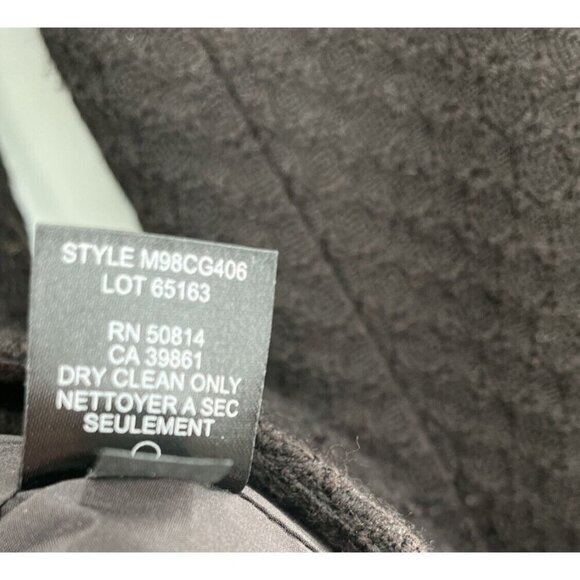 STYLE M98CG406
LOT 65163
RN 50814
CA 39861
DRY CLEAN ONLY
NETTOYER A SEC
SEULEMENT